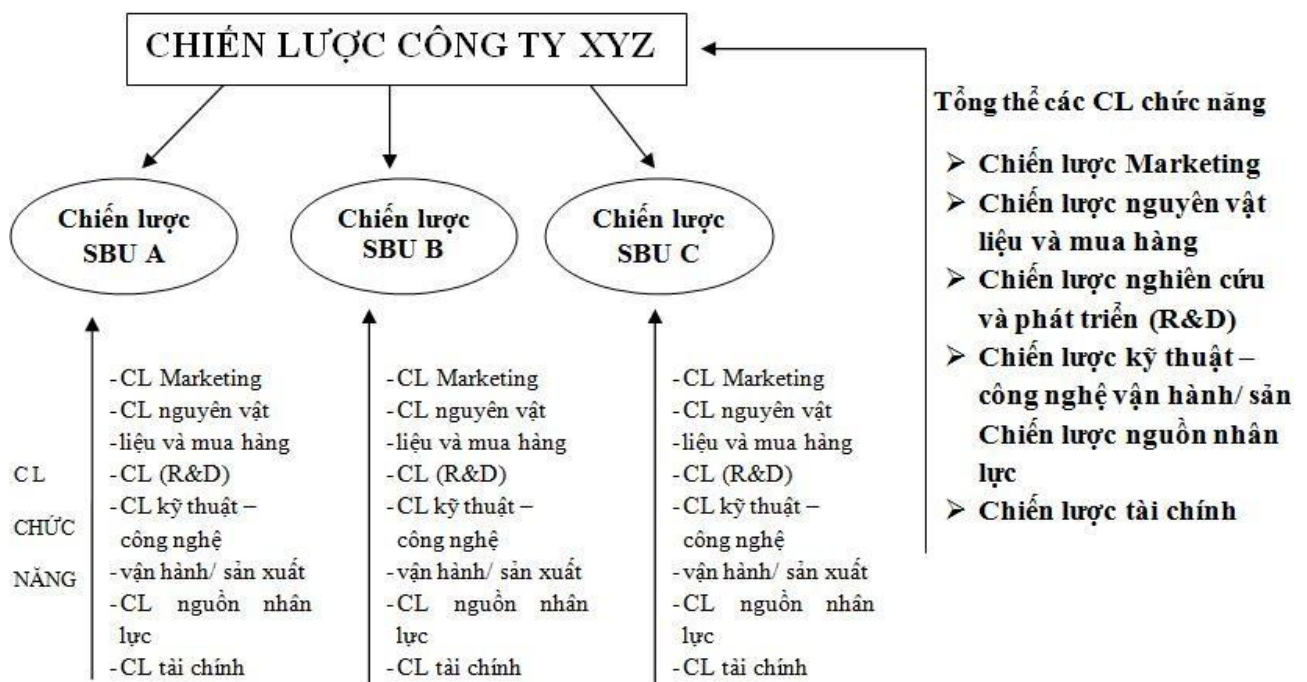 CHIẾN LƯỢC CÔNG TY XYZ
Chiến lược
SBU A
Chiến lược
SBU B
Chiến lược
SBU C
CL
CHỨC
NĂNG
-CL Marketing
-CL nguyên vật
-liệu và mua hàng
-CL (R&D)
-CL kỹ thuật –
công nghệ
-vận hành/ sản xuất
-CL nguồn nhân
lực
-CL tài chính
-CL Marketing
-CL nguyên vật
-liệu và mua hàng
-CL (R&D)
-CL kỹ thuật –
công nghệ
-vận hành/ sản xuất
-CL nguồn nhân
lực
-CL tài chính
-CL Marketing
-CL nguyên vật
-liệu và mua hàng
-CL (R&D)
-CL kỹ thuật –
công nghệ
-vận hành/ sản xuất
-CL nguồn nhân
lực
-CL tài chính
Tổng thể các CL chức năng
➢ Chiến lược Marketing
➢ Chiến lược nguyên vật
liệu và mua hàng
➢ Chiến lược nghiên cứu
và phát triển (R&D)
➢ Chiến lược kỹ thuật –
công nghệ vận hành/ sản
Chiến lược nguồn nhân
lực
➢ Chiến lược tài chính